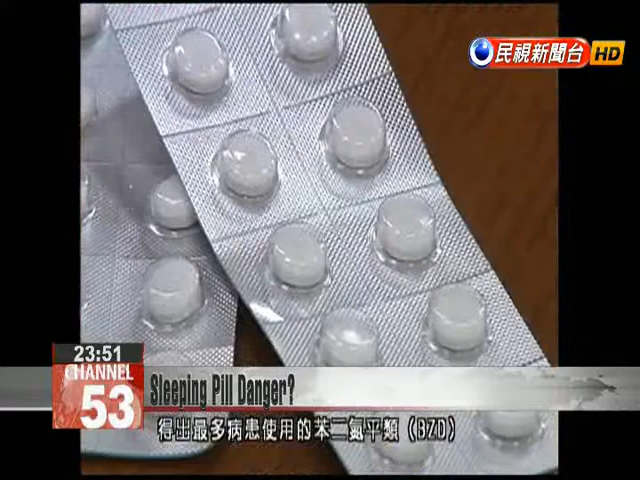 民視新聞台 HD
23:51
CHANNEL
53
Sleeping Pill Danger?
得出最多病患使用的苯二氮平類（BZD）